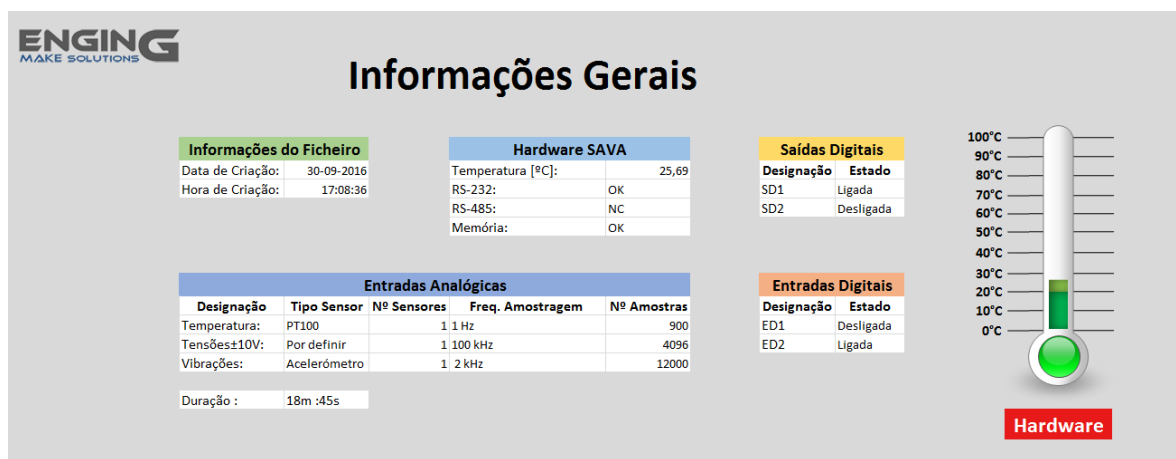 ENGING
MAKE SOLUTIONS
Informações Gerais
Informações do Ficheiro
Data de Criação: 30-09-2016
Hora de Criação: 17:08:36
Hardware SAVA
Temperatura [ºC]: 25,69
RS-232: OK
RS-485: NC
Memória: OK
Saídas Digitais
Designação Estado
SD1 Ligada
SD2 Desligada
Entradas Analógicas
Designação Tipo Sensor Nº Sensores Freq. Amostragem Nº Amostras
Temperatura: PT100 1 1 Hz 900
Tensões±10V: Por definir 1 100 kHz 4096
Vibrações: Acelerómetro 1 2 kHz 12000
Duração : 18m :45s
Entradas Digitais
Designação Estado
ED1 Desligada
ED2 Ligada
100°C
90°C
80°C
70°C
60°C
50°C
40°C
30°C
20°C
10°C
0°C
Hardware